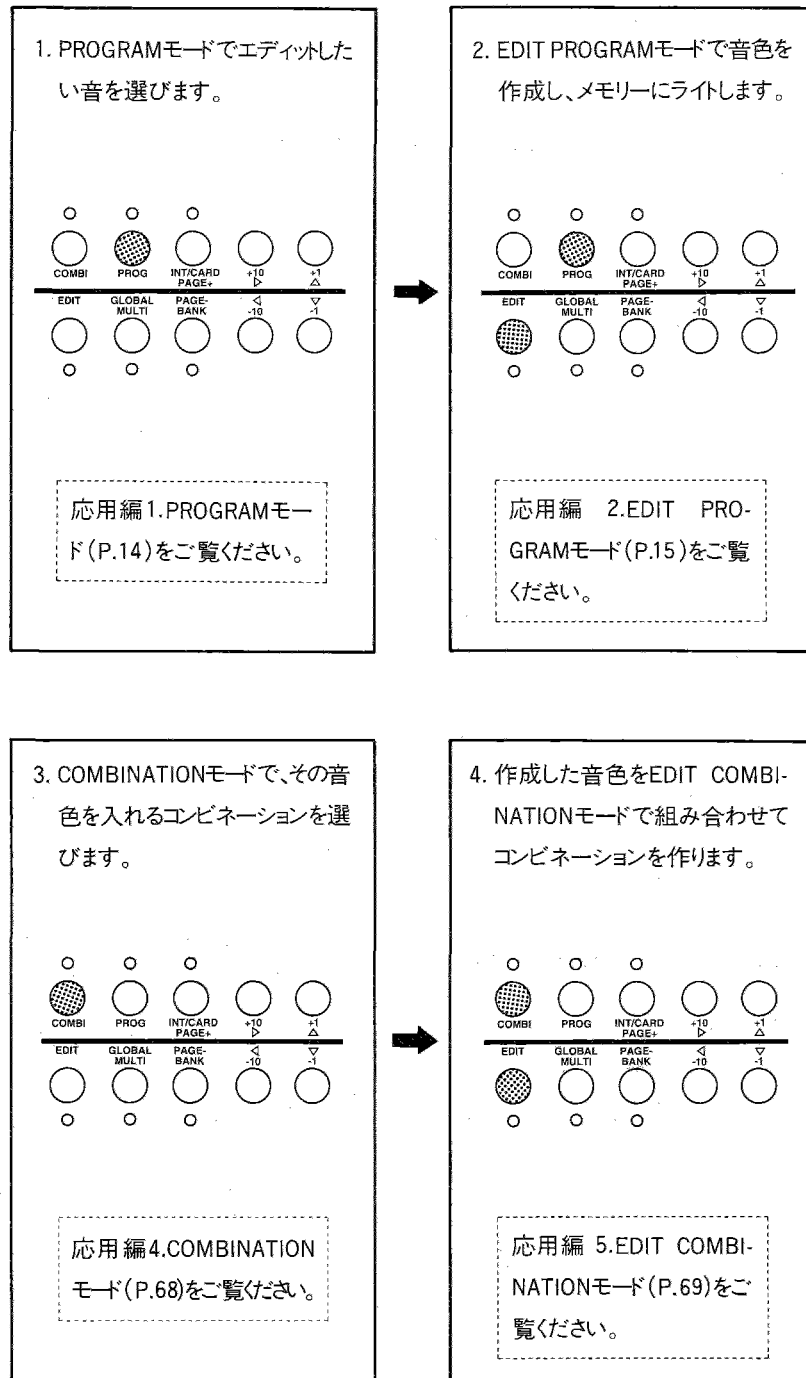 1. PROGRAMモードでエディットした
い音を選びます。
COMBI PROG INT/CARD +10 +1
PAGE+ ▷ △
EDIT GLOBAL PAGE- ◁ ▽
MULTI BANK -10 -1
応用編1.PROGRAMモー
ド(P.14)をご覧ください。
2. EDIT PROGRAMモードで音色を
作成し、メモリーにライトします。
COMBI PROG INT/CARD +10 +1
PAGE+ ▷ △
EDIT GLOBAL PAGE- ◁ ▽
MULTI BANK -10 -1
応用編 2.EDIT PRO-
GRAMモード(P.15)をご覧
ください。
3. COMBINATIONモードで、その音
色を入れるコンビネーションを選
びます。
COMBI PROG INT/CARD +10 +1
PAGE+ ▷ △
EDIT GLOBAL PAGE- ◁ ▽
MULTI BANK -10 -1
応用編4.COMBINATION
モード(P.68)をご覧ください。
4. 作成した音色をEDIT COMBI-
NATIONモードで組み合わせて
コンビネーションを作ります。
COMBI PROG INT/CARD +10 +1
PAGE+ ▷ △
EDIT GLOBAL PAGE- ◁ ▽
MULTI BANK -10 -1
応用編 5.EDIT COMBI-
NATIONモード(P.69)をご
覧ください。